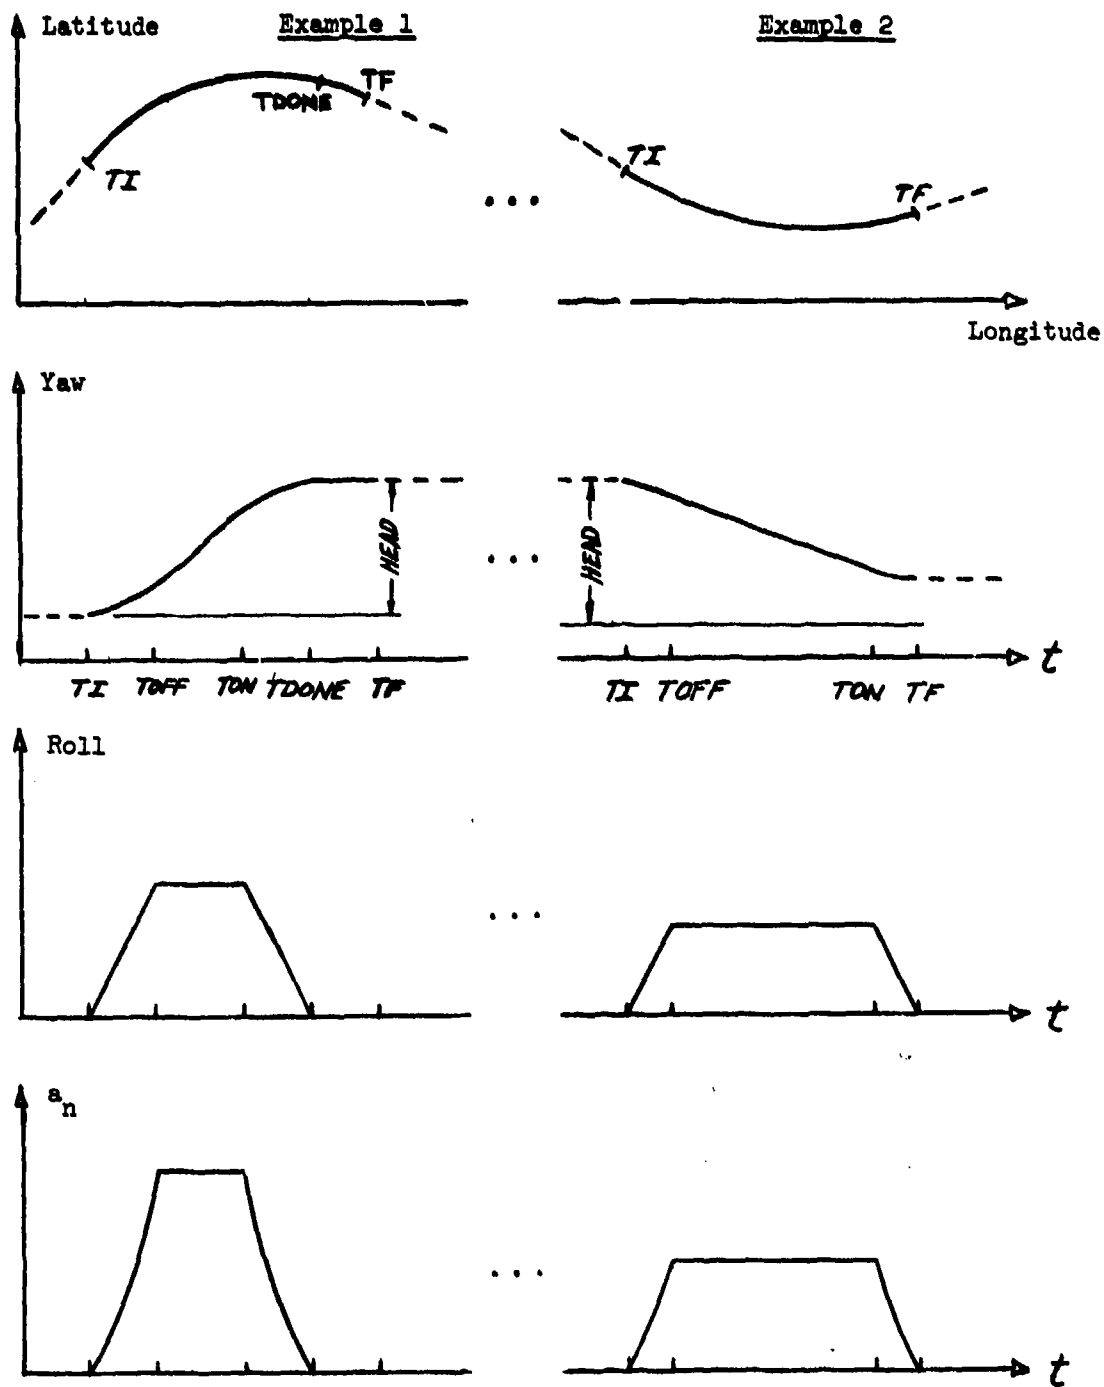 Latitude
Example 1
Example 2
TF
TDONE
TI
TI
TF
...
Longitude
Yaw
HEAD
...
HEAD
TI TOFF TON TDONE TF
TI TOFF TON TF
t
Roll
...
t
an
...
t